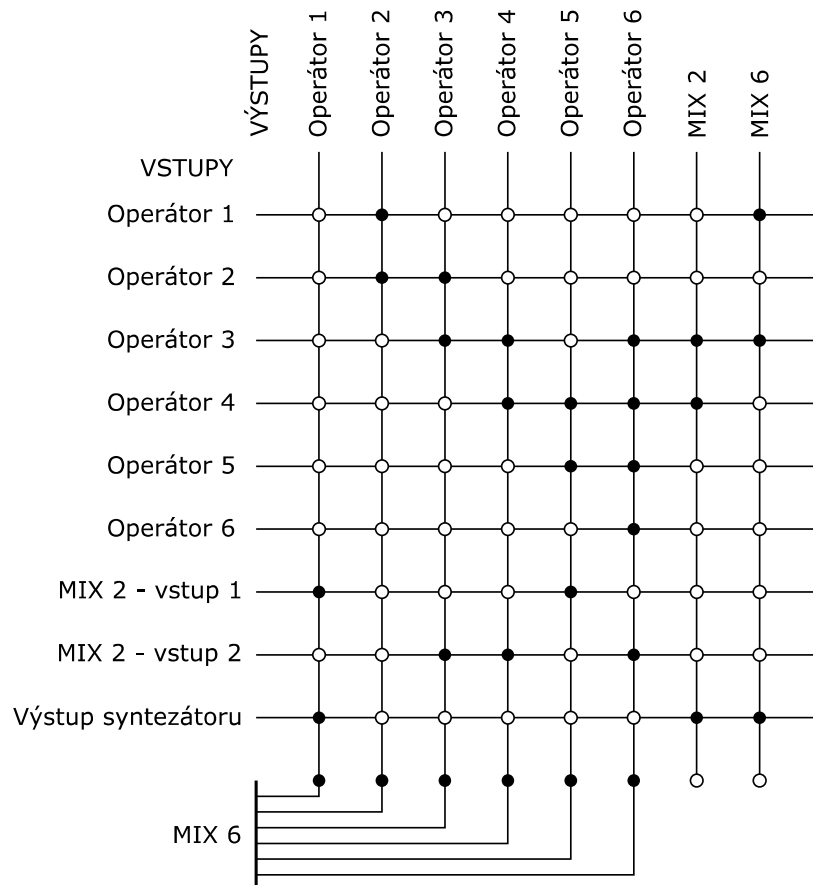 VÝSTUPY
Operátor 1
Operátor 2
Operátor 3
Operátor 4
Operátor 5
Operátor 6
MIX 2
MIX 6
VSTUPY
Operátor 1
Operátor 2
Operátor 3
Operátor 4
Operátor 5
Operátor 6
MIX 2 - vstup 1
MIX 2 - vstup 2
Výstup syntezátoru
MIX 6